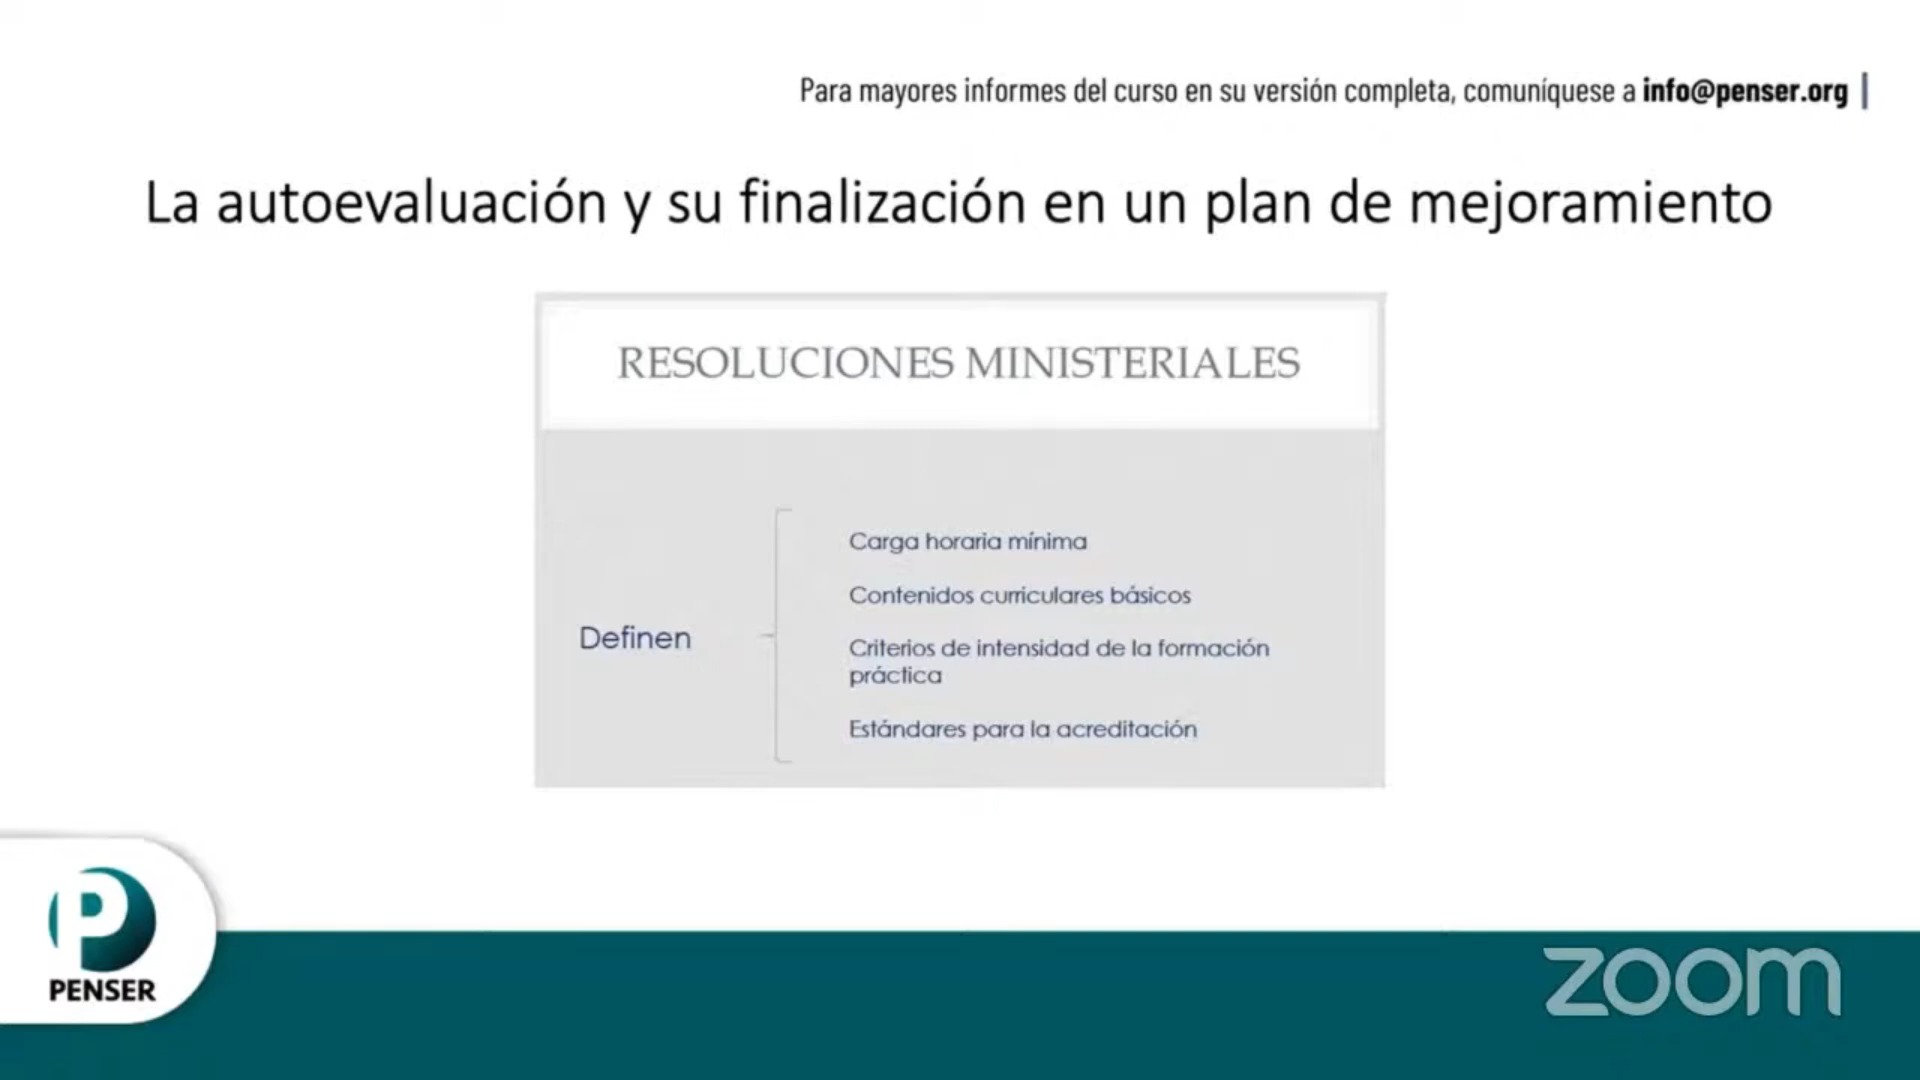 Para mayores informes del curso en su versión completa, comuníquese a info@penser.org |
La autoevaluación y su finalización en un plan de mejoramiento
RESOLUCIONES MINISTERIALES
Definen
Carga horaria mínima
Contenidos curriculares básicos
Criterios de intensidad de la formación
práctica
Estándares para la acreditación
P
PENSER
zoom